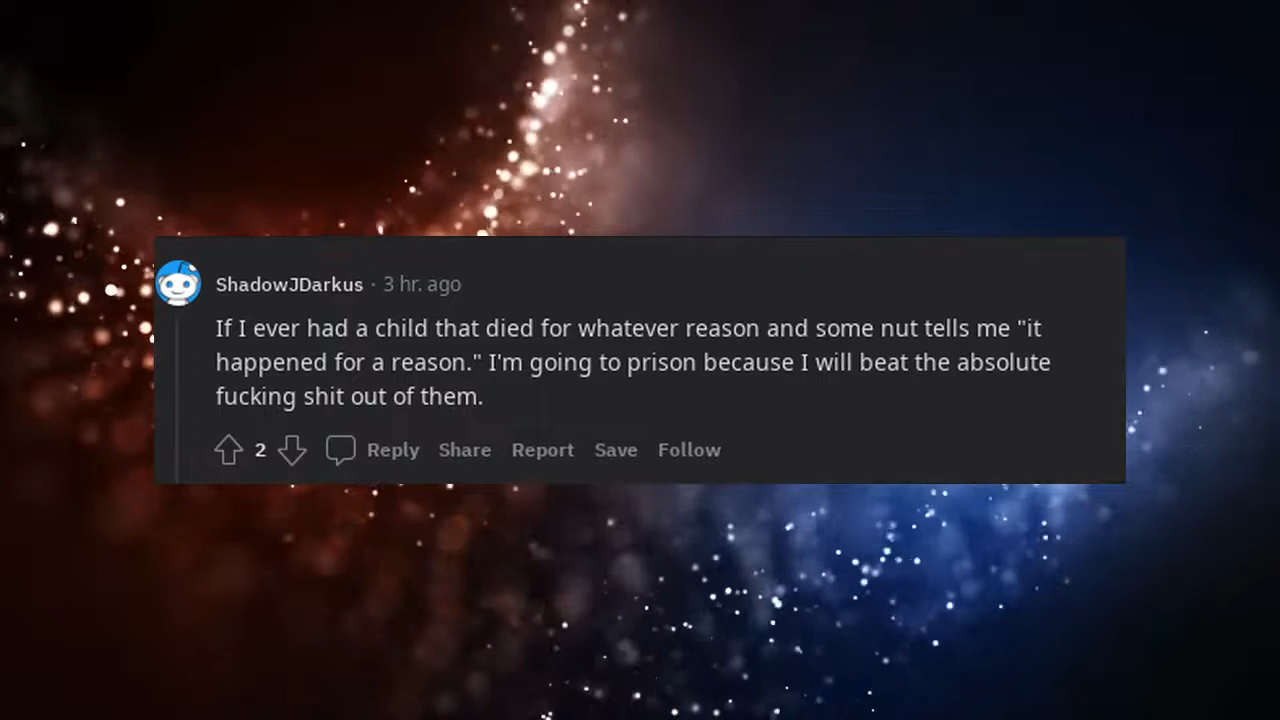 ShadowJDarkus · 3 hr. ago
If I ever had a child that died for whatever reason and some nut tells me "it
happened for a reason." I'm going to prison because I will beat the absolute
fucking shit out of them.
2 Reply Share Report Save Follow